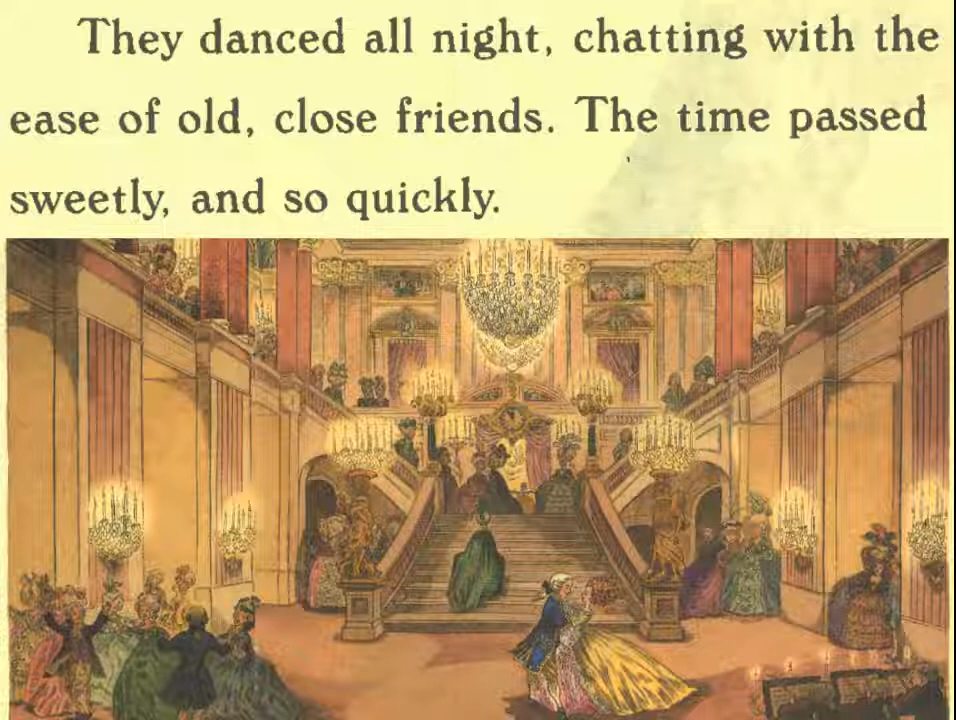 They danced all night, chatting with the
ease of old, close friends. The time passed
sweetly, and so quickly.